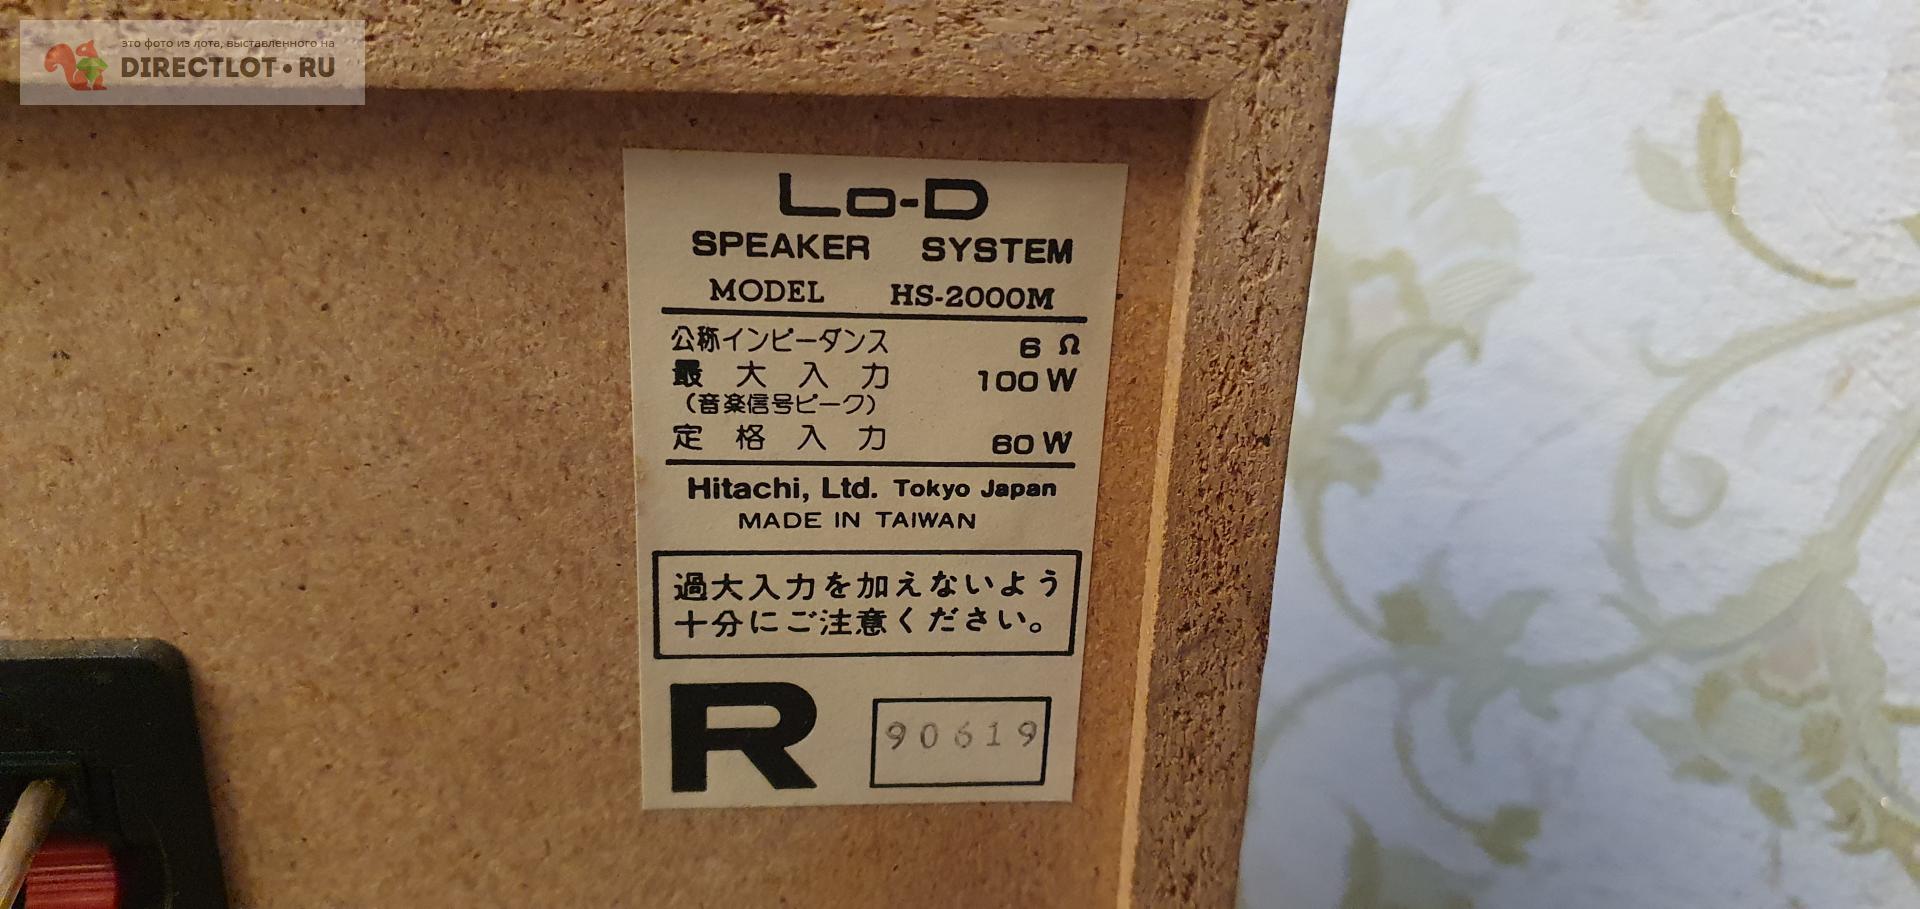 это фото из лота, выставленного на
DIRECTLOT•RU
Lo-D
SPEAKER SYSTEM
MODEL HS-2000M
公称インピーダンス 6 Ω
最大入力 100 W
(音楽信号ピーク)
定格入力 60 W
Hitachi, Ltd. Tokyo Japan
MADE IN TAIWAN
過大入力を加えないよう
十分にご注意ください。
R 90619